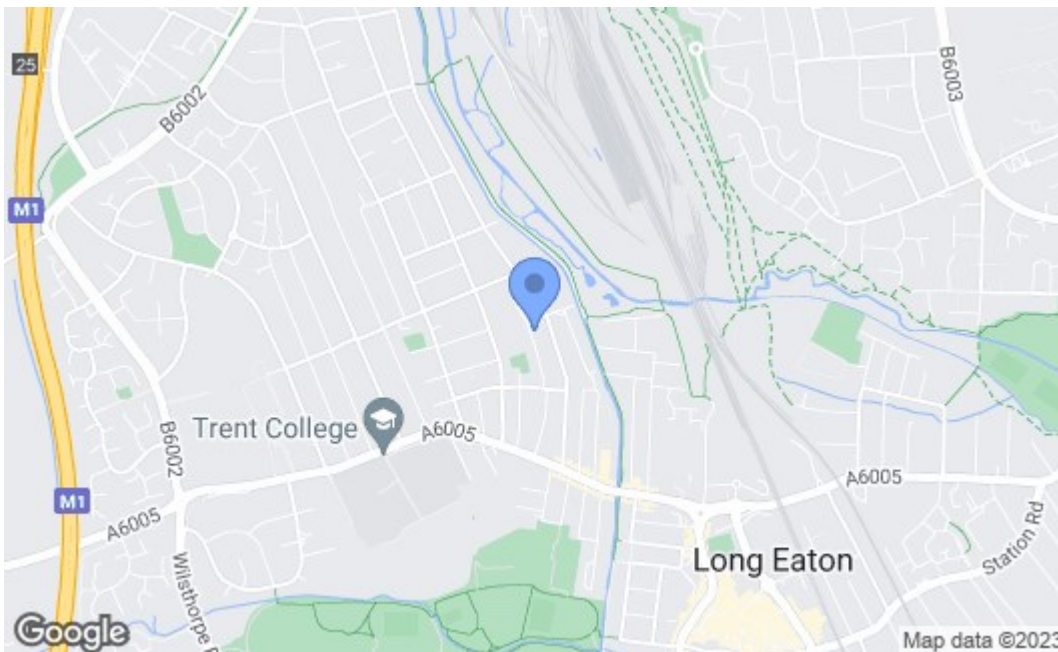 25
B6002
B6003
M1
Trent College
A6005
B6002
M1
A6005
A6005
Wilsthorpe
Station Rd
Long Eaton
Google
Map data ©2023